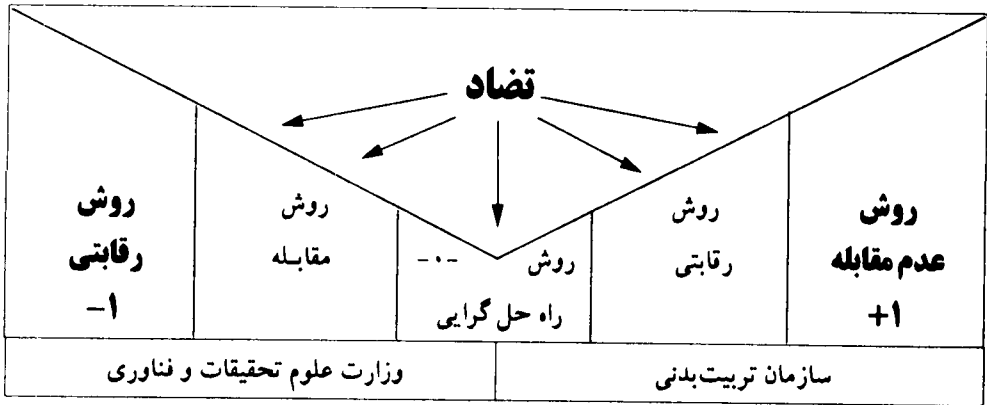 تضاد
روش
عدم مقابله
+۱
روش
رقابتی
روش -۰-
راه حل گرایی
روش
مقابله
روش
رقابتی
-۱
سازمان تربیت‌بدنی
وزارت علوم تحقیقات و فناوری